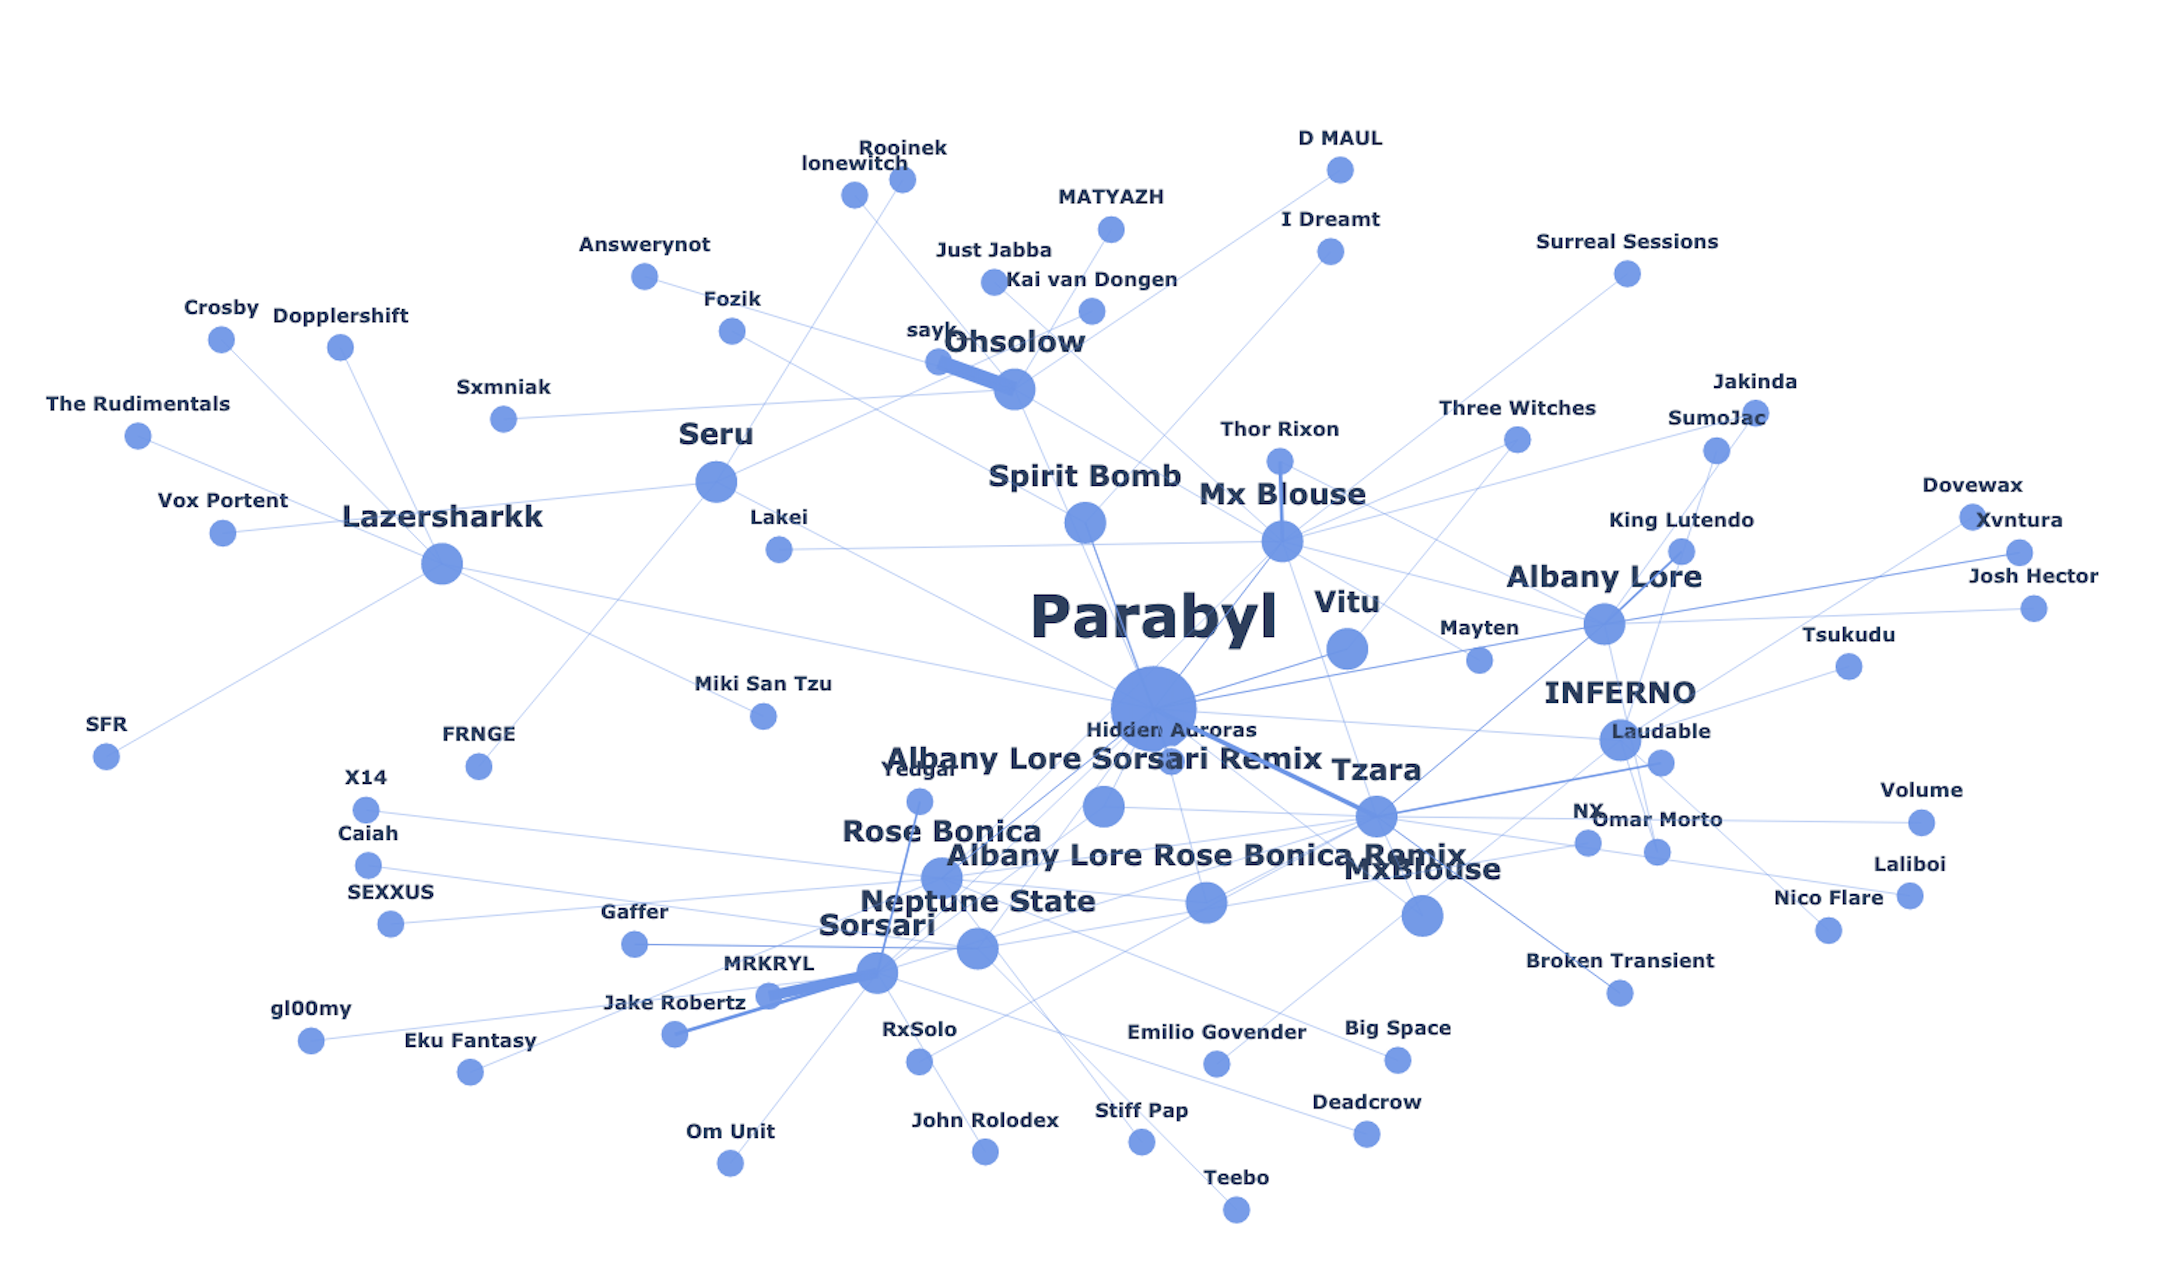 D MAUL
Rooinek
lonewitch
MATYAZH
I Dreamt
Answerynot
Just Jabba
Surreal Sessions
Kai van Dongen
Fozik
Crosby
Dopplershift
sayk
Ohsolow
Jakinda
Sxmniak
The Rudimentals
Three Witches
SumoJac
Thor Rixon
Seru
Spirit Bomb
Dovewax
Mx Blouse
Vox Portent
Lazersharkk
Lakei
King Lutendo
Xvntura
Albany Lore
Josh Hector
Vitu
Parabyl
Mayten
Tsukudu
Miki San Tzu
INFERNO
SFR
FRNGE
Hidden Auroras
Laudable
Albany Lore Sorsari Remix
Yedgar
Tzara
X14
Volume
NX
Omar Morto
Caiah
Rose Bonica
Albany Lore Rose Bonica Remix
MxBlouse
Laliboi
SEXXUS
Nico Flare
Neptune State
Gaffer
Sorsari
MRKRYL
Broken Transient
Jake Robertz
gl00my
RxSolo
Big Space
Emilio Govender
Eku Fantasy
Deadcrow
Stiff Pap
John Rolodex
Om Unit
Teebo